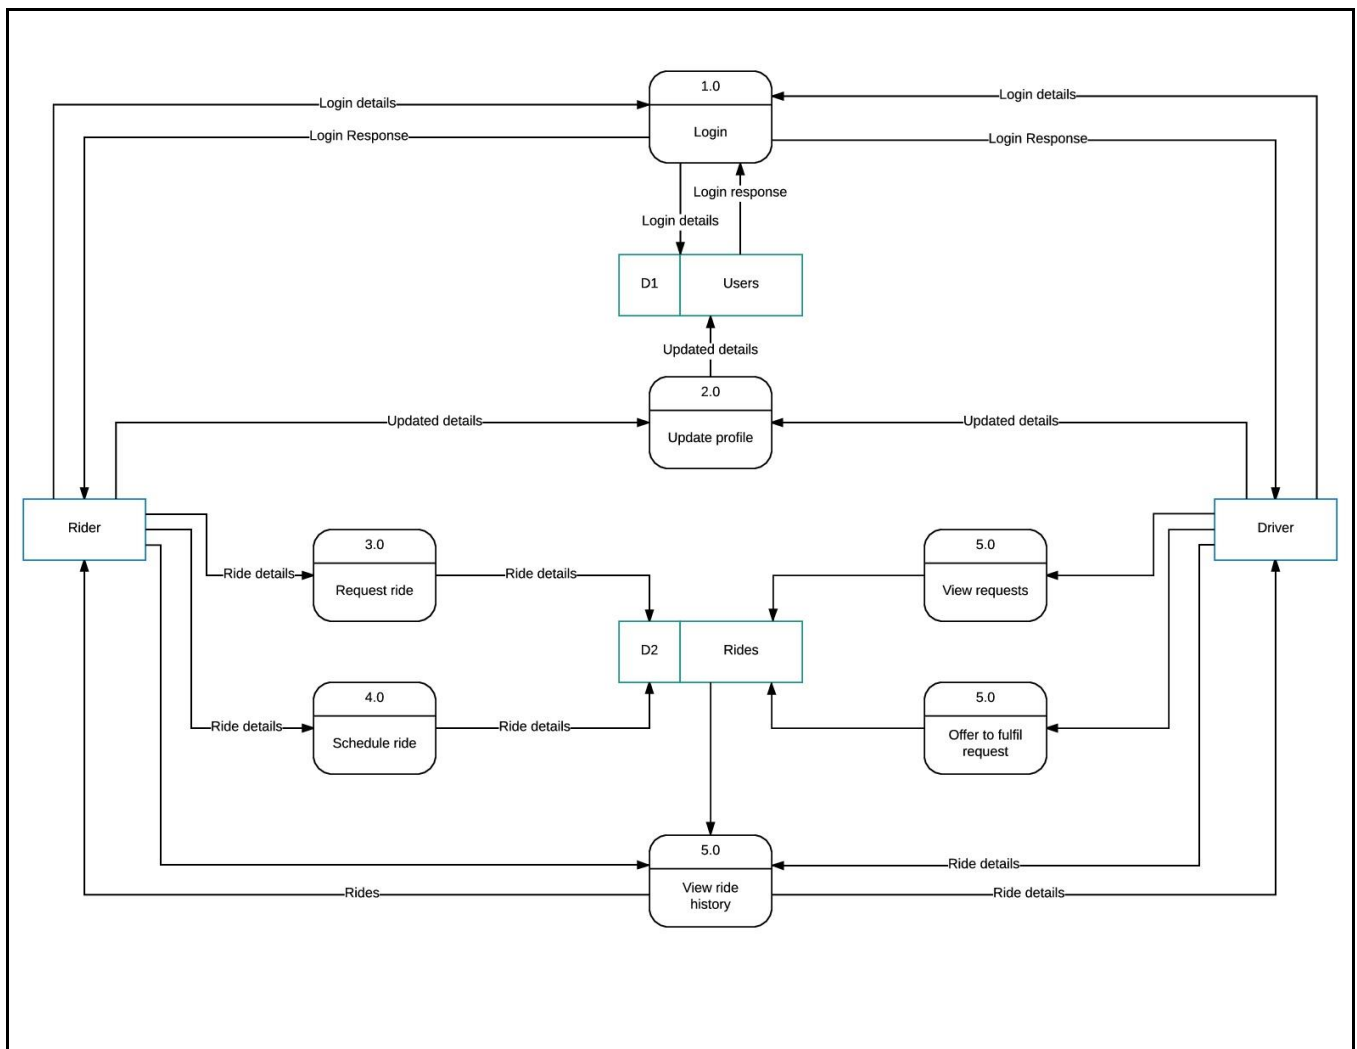 1.0
Login details
Login details
Login
Login Response
Login Response
Login response
Login details
D1
Users
Updated details
2.0
Updated details
Updated details
Update profile
Rider
Driver
3.0
5.0
Ride details
Ride details
Request ride
View requests
D2
Rides
4.0
5.0
Ride details
Ride details
Schedule ride
Offer to fulfil
request
5.0
Ride details
View ride
history
Rides
Ride details